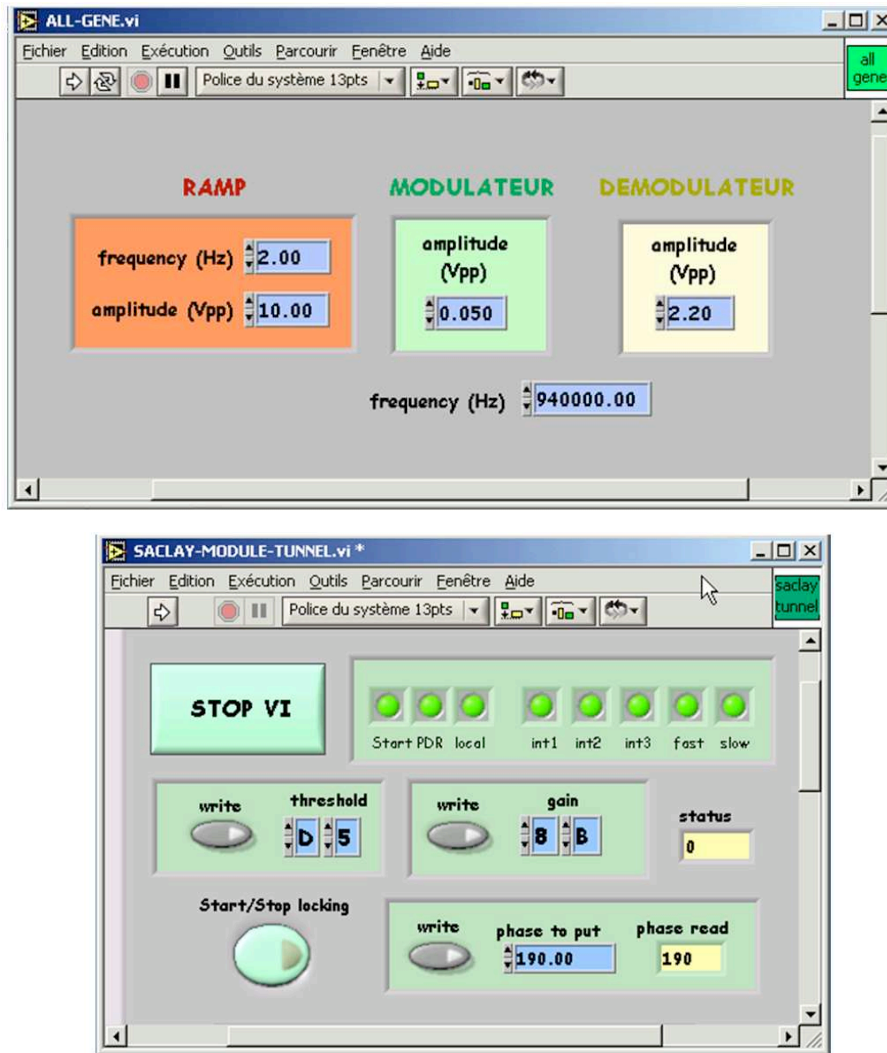 ALL-GENE.vi
Fichier Edition Exécution Outils Parcourir Fenêtre Aide
Police du système 13pts
all
gene
RAMP MODULATEUR DEMODULATEUR
frequency (Hz) 2.00
amplitude (Vpp) 10.00
amplitude
(Vpp)
0.050
amplitude
(Vpp)
2.20
frequency (Hz) 940000.00
SACLAY-MODULE-TUNNEL.vi *
Fichier Edition Exécution Outils Parcourir Fenêtre Aide
Police du système 13pts
saclay
tunnel
STOP VI
Start PDR local int1 int2 int3 fast slow
write threshold
D 5
write gain
8 B
status
0
Start/Stop locking
write phase to put phase read
190.00 190